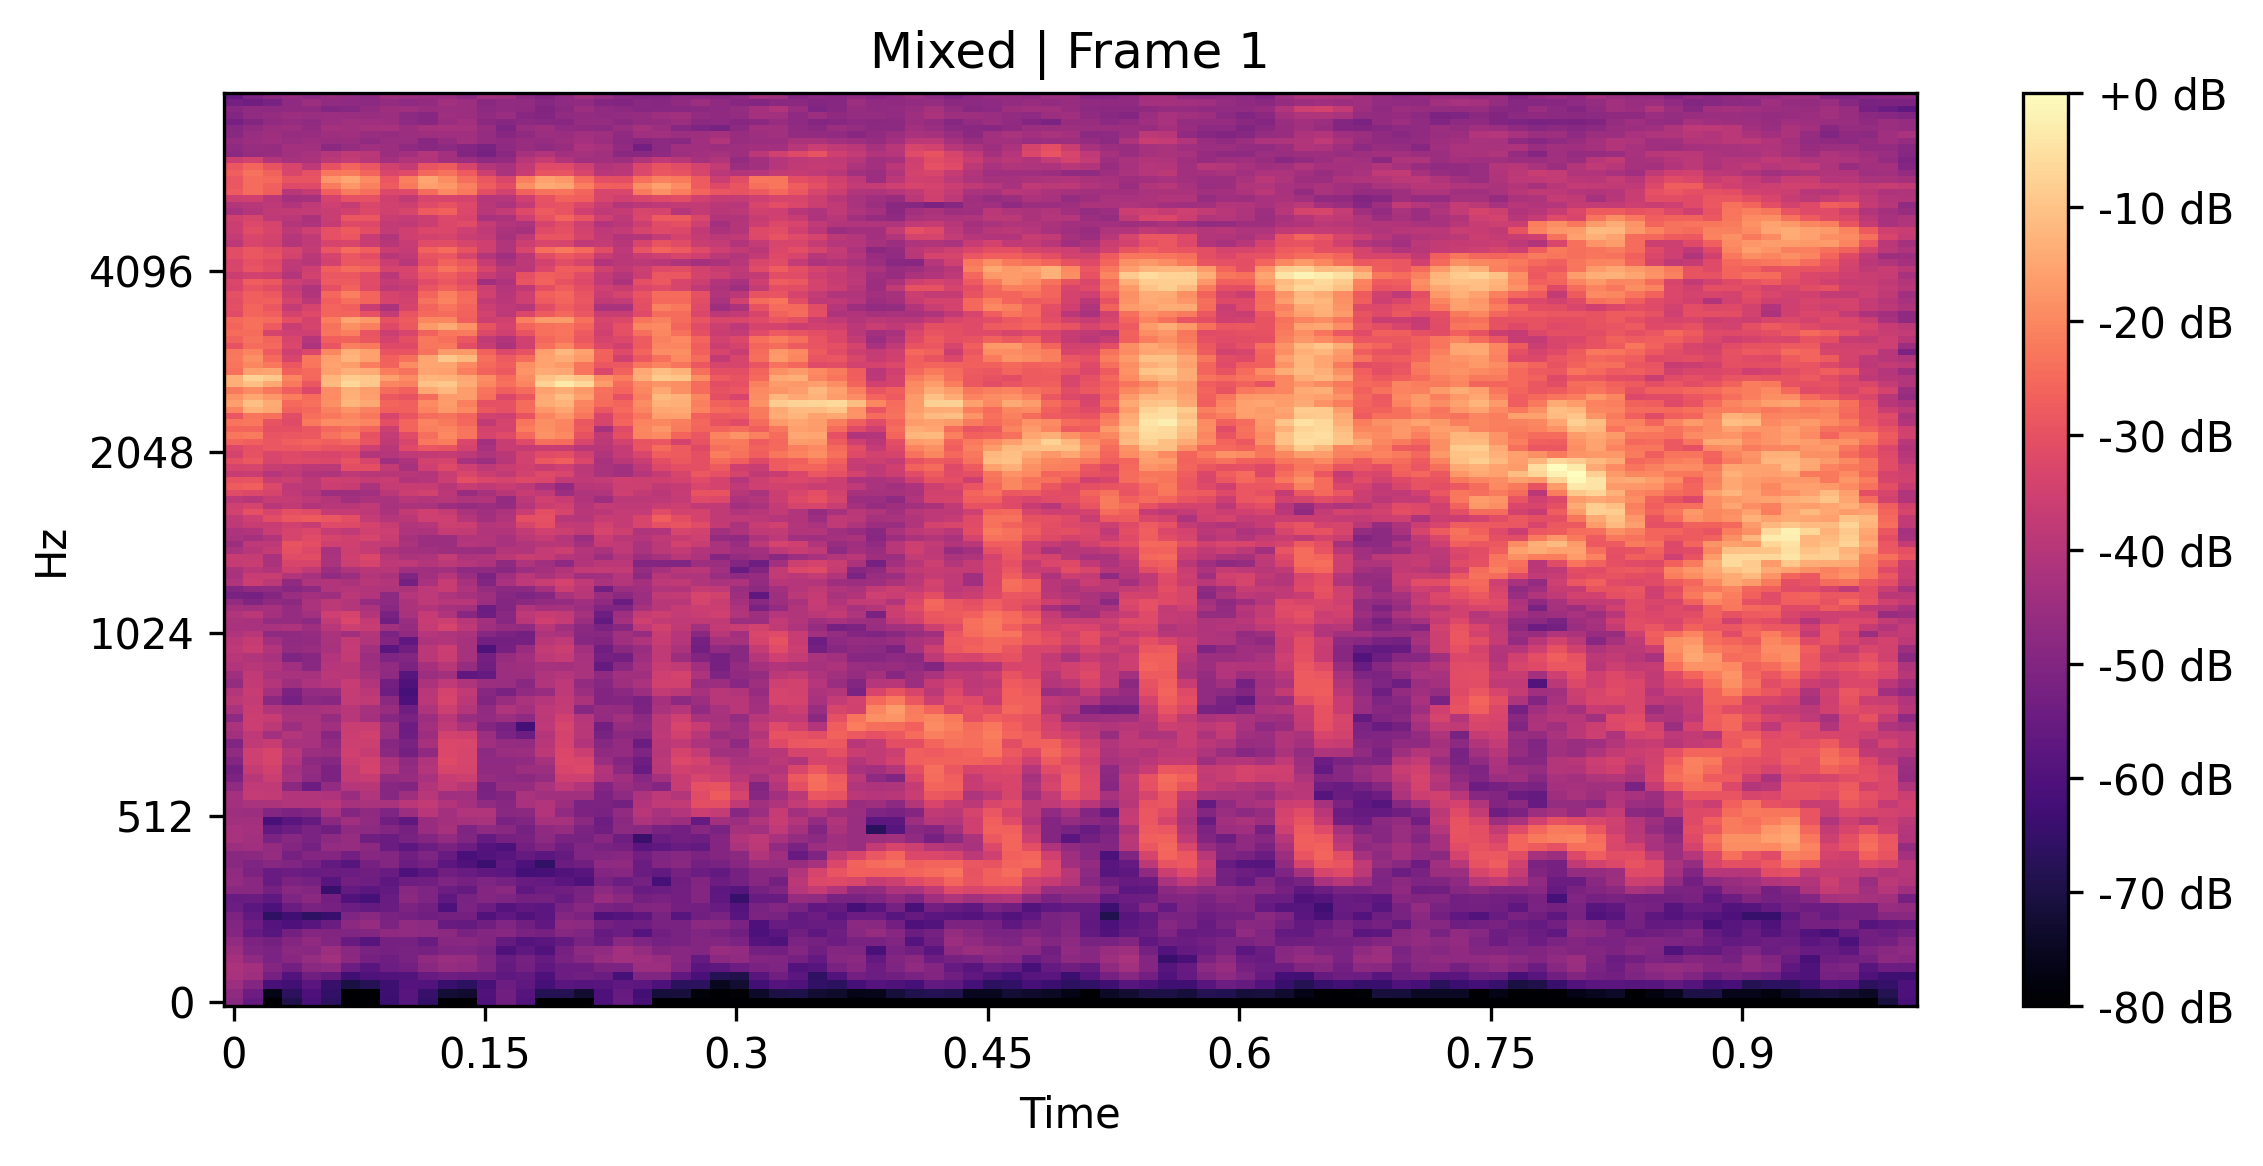 Mixed | Frame 1
+0 dB
-10 dB
4096
-20 dB
-30 dB
2048
-40 dB
Hz
1024
-50 dB
512
-60 dB
-70 dB
0
-80 dB
0 0.15 0.3 0.45 0.6 0.75 0.9
Time